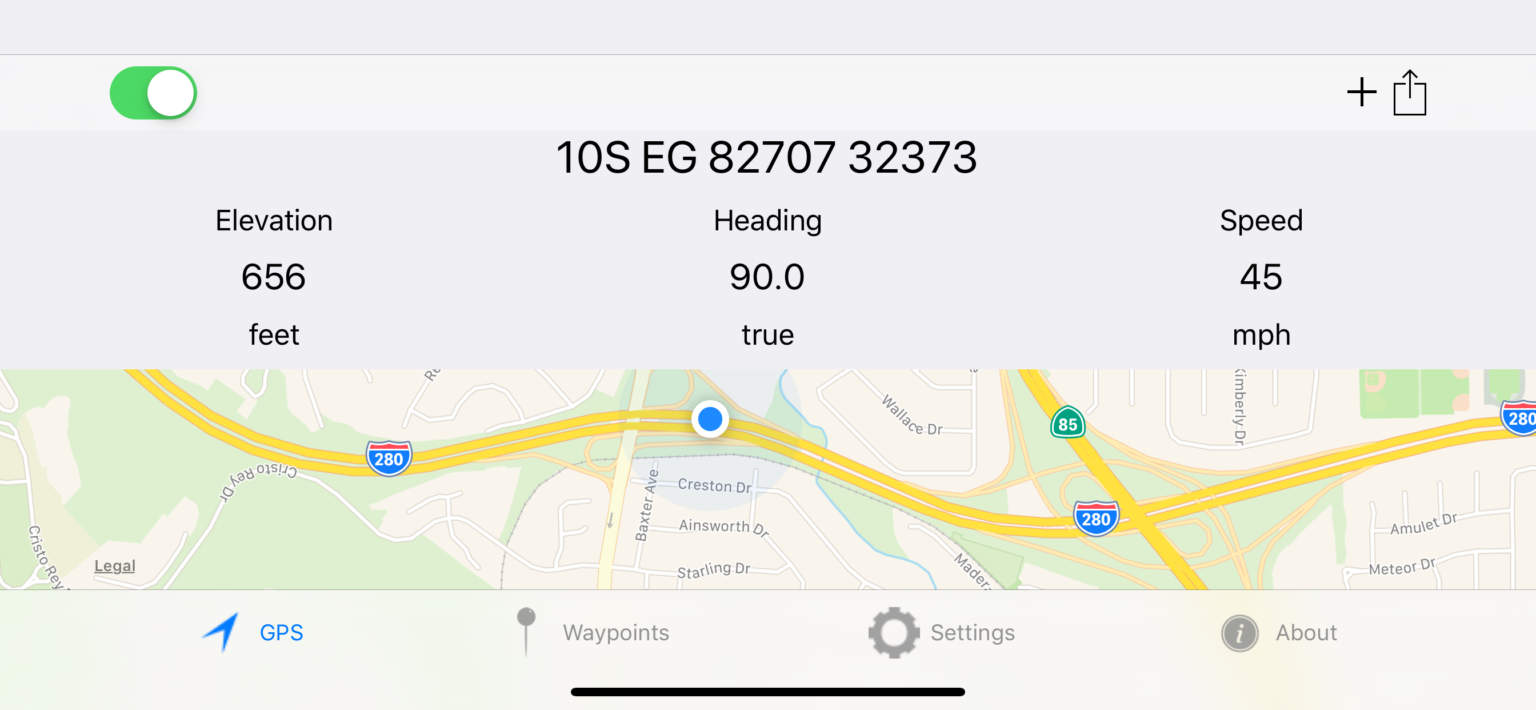 10S EG 82707 32373
Elevation
Heading
Speed
656
90.0
45
feet
true
mph
Wallace Dr
Kimberly Dr
85
280
280
280
Cristo Rey Dr
Creston Dr
Baxter Ave
Ainsworth Dr
Starling Dr
Amulet Dr
Meteor Dr
Cristo Rey
Legal
GPS
Waypoints
Settings
About